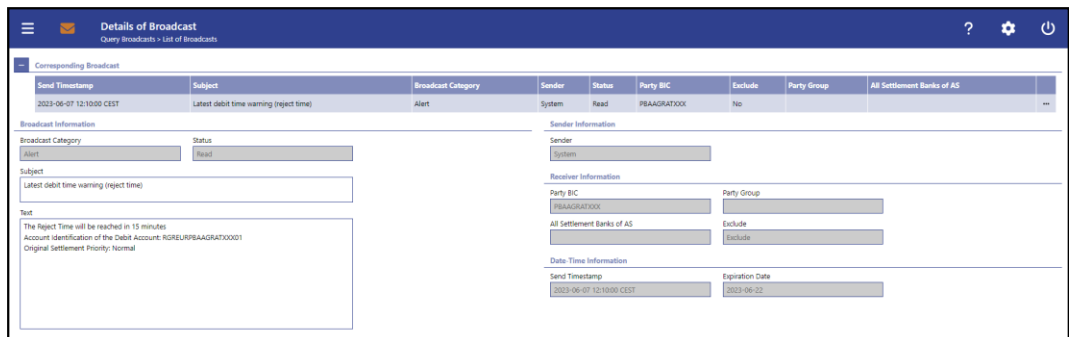 Details of Broadcast
Query Broadcasts > List of Broadcasts
?
Corresponding Broadcast
Send Timestamp Subject Broadcast Category Sender Status Party BIC Exclude Party Group All Settlement Banks of AS
2023-06-07 12:10:00 CEST Latest debit time warning (reject time) Alert System Read PBAAGRATXXX No ...
Broadcast Information
Broadcast Category Status
Alert Read
Subject
Latest debit time warning (reject time)
Text
The Reject Time will be reached in 15 minutes
Account Identification of the Debit Account: RGREURPBAAGRATXXX01
Original Settlement Priority: Normal
Sender Information
Sender
System
Receiver Information
Party BIC Party Group
PBAAGRATXXX
All Settlement Banks of AS Exclude
Exclude
Date-Time Information
Send Timestamp Expiration Date
2023-06-07 12:10:00 CEST 2023-06-22